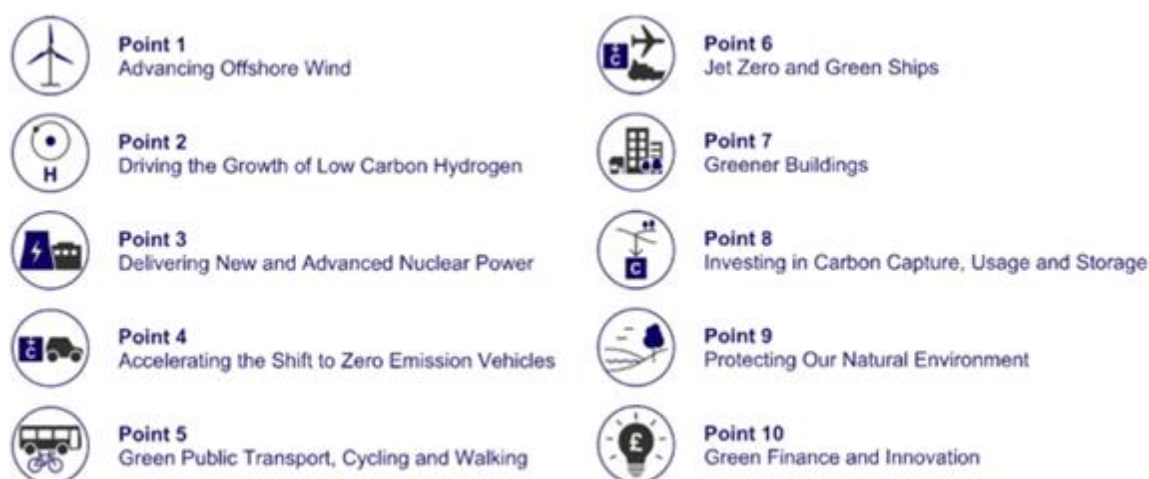 Point 1
Advancing Offshore Wind
H
Point 2
Driving the Growth of Low Carbon Hydrogen
Point 3
Delivering New and Advanced Nuclear Power
C
Point 4
Accelerating the Shift to Zero Emission Vehicles
Point 5
Green Public Transport, Cycling and Walking
C
Point 6
Jet Zero and Green Ships
Point 7
Greener Buildings
C
Point 8
Investing in Carbon Capture, Usage and Storage
Point 9
Protecting Our Natural Environment
£
Point 10
Green Finance and Innovation